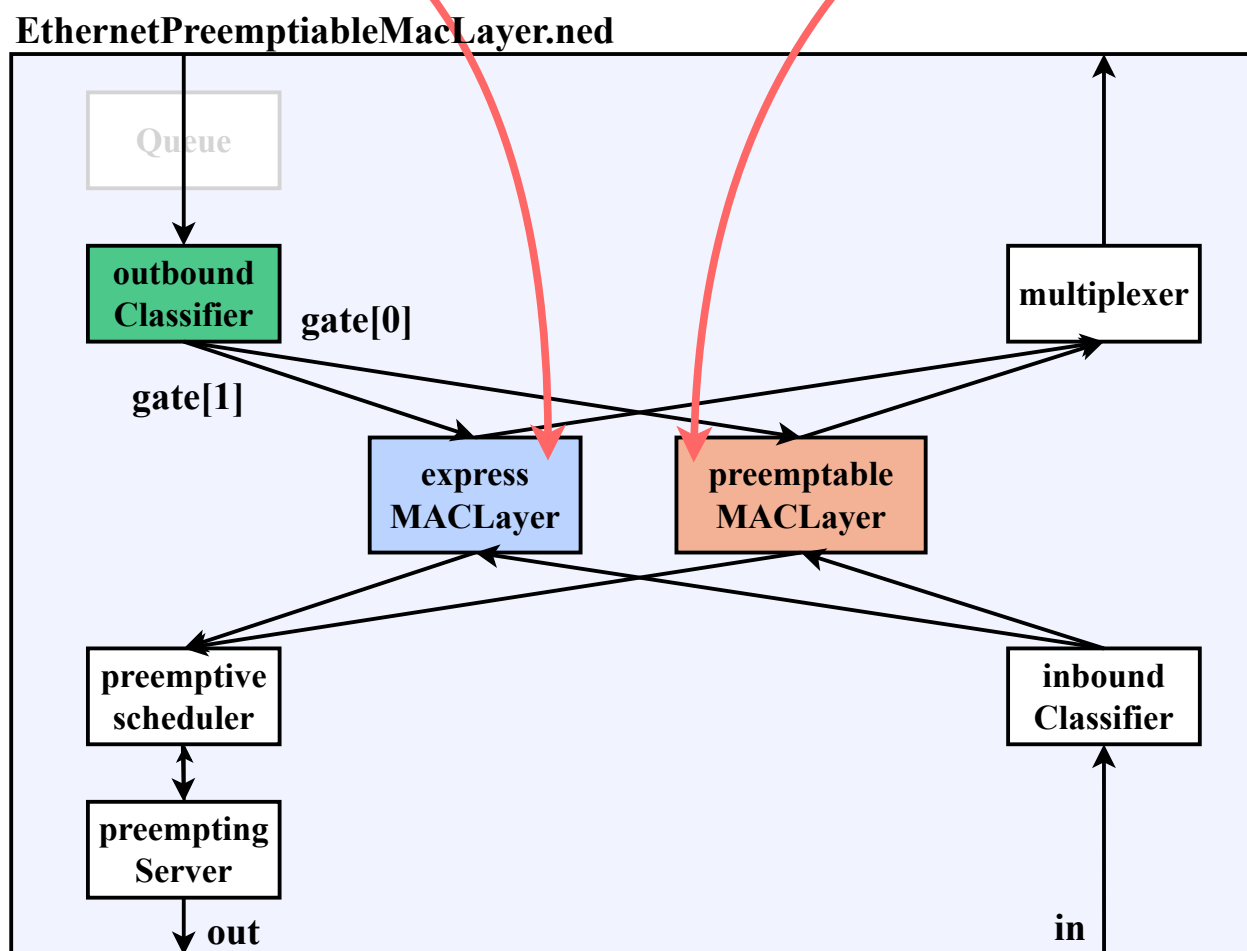 EthernetPreemptiableMacLayer.ned
Queue
outbound
Classifier
gate[0]
gate[1]
multiplexer
express
MACLayer
preemptable
MACLayer
preemptive
scheduler
inbound
Classifier
preempting
Server
out
in